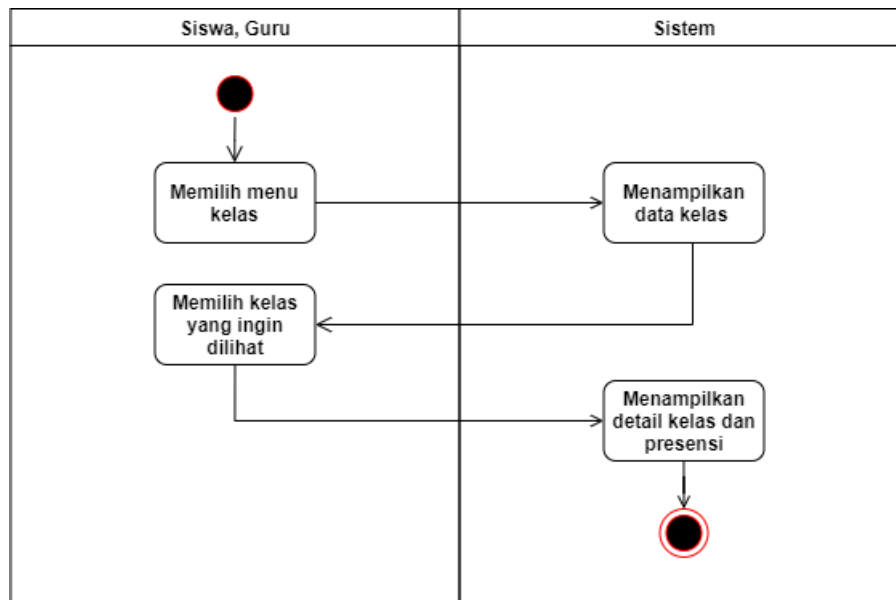 Siswa, Guru
Sistem
Memilih menu
kelas
Menampilkan
data kelas
Memilih kelas
yang ingin
dilihat
Menampilkan
detail kelas dan
presensi